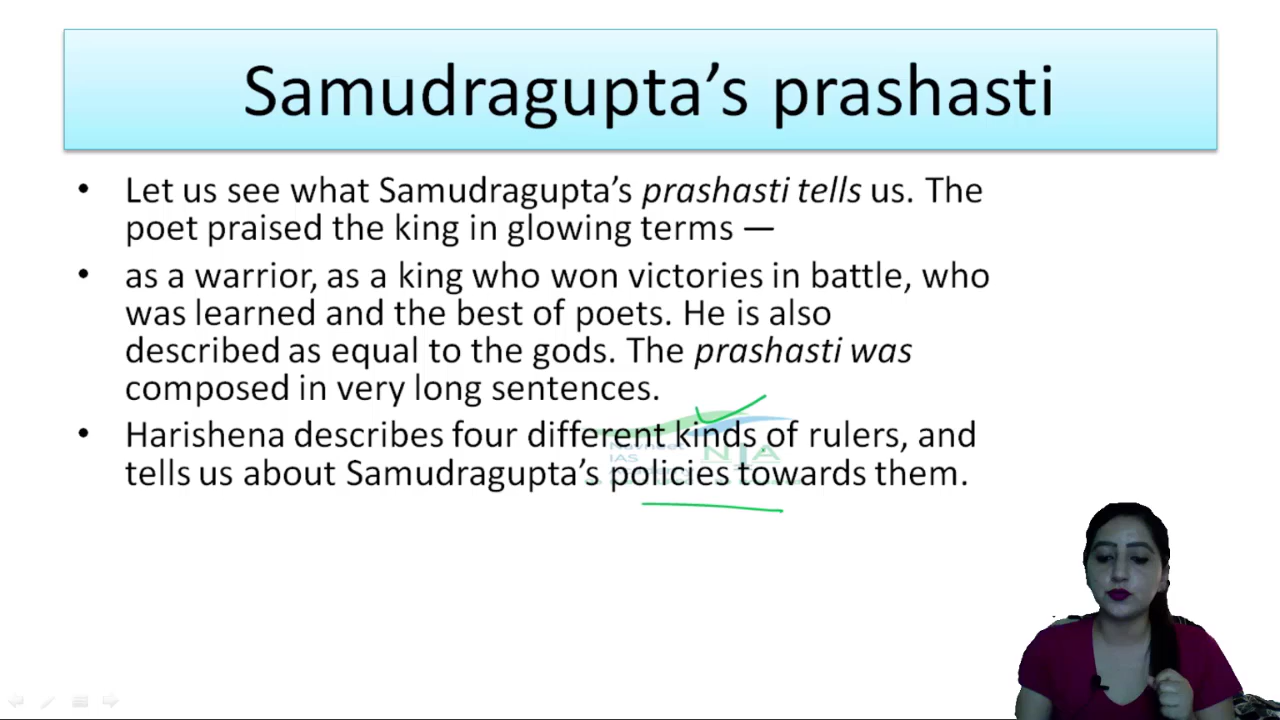 Samudragupta’s prashasti
• Let us see what Samudragupta’s prashasti tells us. The
poet praised the king in glowing terms —
• as a warrior, as a king who won victories in battle, who
was learned and the best of poets. He is also
described as equal to the gods. The prashasti was
composed in very long sentences.
• Harishena describes four different kinds of rulers, and
tells us about Samudragupta’s policies towards them.
IAS NIA